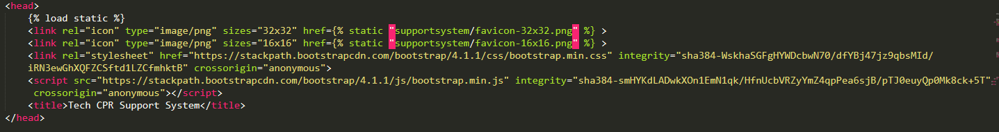 <head>
{% load static %}
<link rel="icon" type="image/png" sizes="32x32" href={% static "supportsystem/favicon-32x32.png" %} >
<link rel="icon" type="image/png" sizes="16x16" href={% static "supportsystem/favicon-16x16.png" %} >
<link rel="stylesheet" href="https://stackpath.bootstrapcdn.com/bootstrap/4.1.1/css/bootstrap.min.css" integrity="sha384-WskhaSGFgHYWDcbwN70/dfYBj47jz9qbsMId/
iRN3ewGhXQFZCSftd1LZCfmhktB" crossorigin="anonymous">
<script src="https://stackpath.bootstrapcdn.com/bootstrap/4.1.1/js/bootstrap.min.js" integrity="sha384-smHYKdLADwkXOn1EmN1qk/HfnUcbVRZyYmZ4qpPea6sjB/pTJ0euyQp0Mk8ck+5T"
crossorigin="anonymous"></script>
<title>Tech CPR Support System</title>
</head>